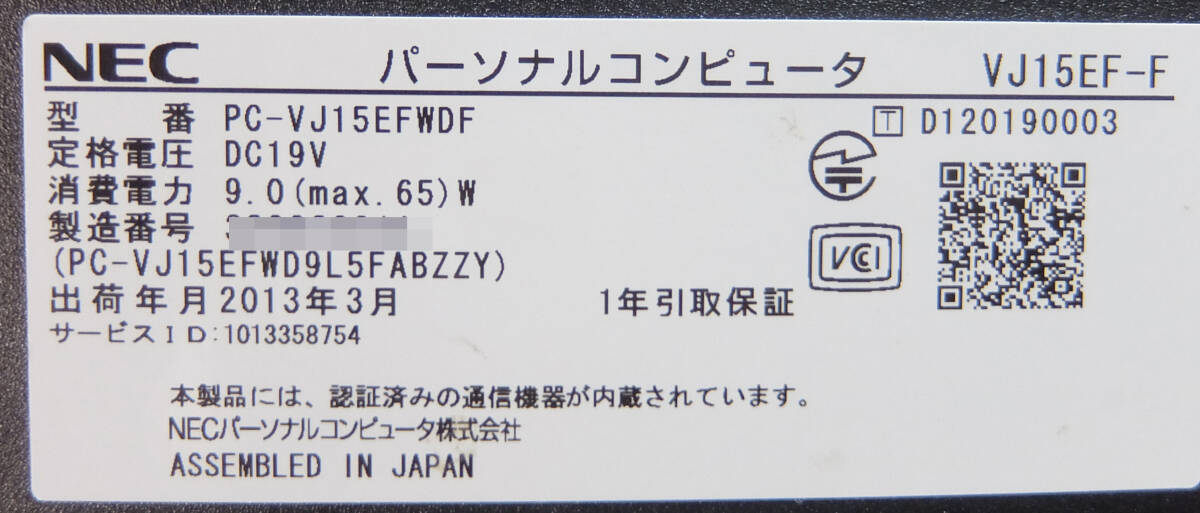 NEC パーソナルコンピュータ VJ15EF-F
型番 PC-VJ15EFWDF
T D120190003
定格電圧 DC19V
消費電力 9.0(max.65)W
製造番号
(PC-VJ15EFWD9L5FABZZY)
VCCI
出荷年月 2013年3月 1年引取保証
サービスID:1013358754
本製品には、認証済みの通信機器が内蔵されています。
NECパーソナルコンピュータ株式会社
ASSEMBLED IN JAPAN